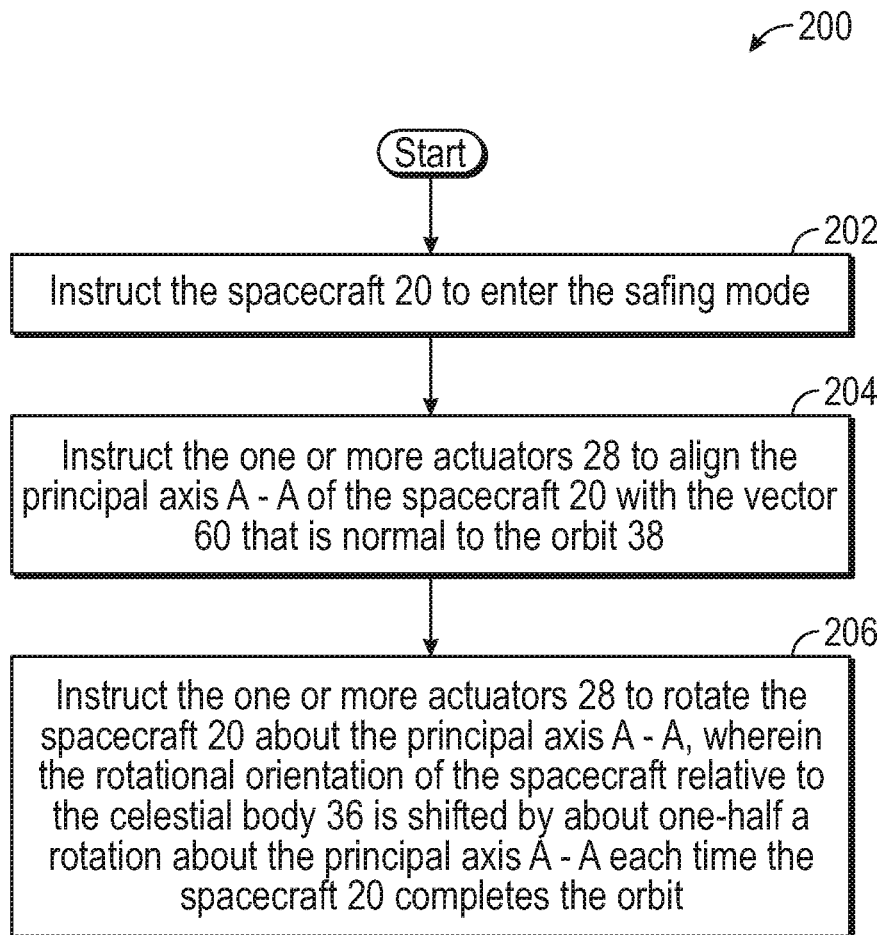 200
Start
202
Instruct the spacecraft 20 to enter the safing mode
204
Instruct the one or more actuators 28 to align the
principal axis A - A of the spacecraft 20 with the vector
60 that is normal to the orbit 38
206
Instruct the one or more actuators 28 to rotate the
spacecraft 20 about the principal axis A - A, wherein
the rotational orientation of the spacecraft relative to
the celestial body 36 is shifted by about one-half a
rotation about the principal axis A - A each time the
spacecraft 20 completes the orbit